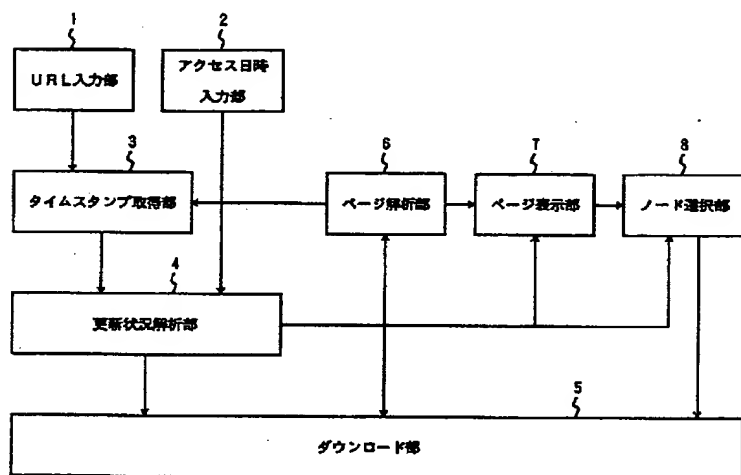 1
2
URL入力部
アクセス日時
入力部
3
6
7
8
タイムスタンプ取得部
ページ解析部
ページ表示部
ノード選択部
4
更新状況解析部
5
ダウンロード部